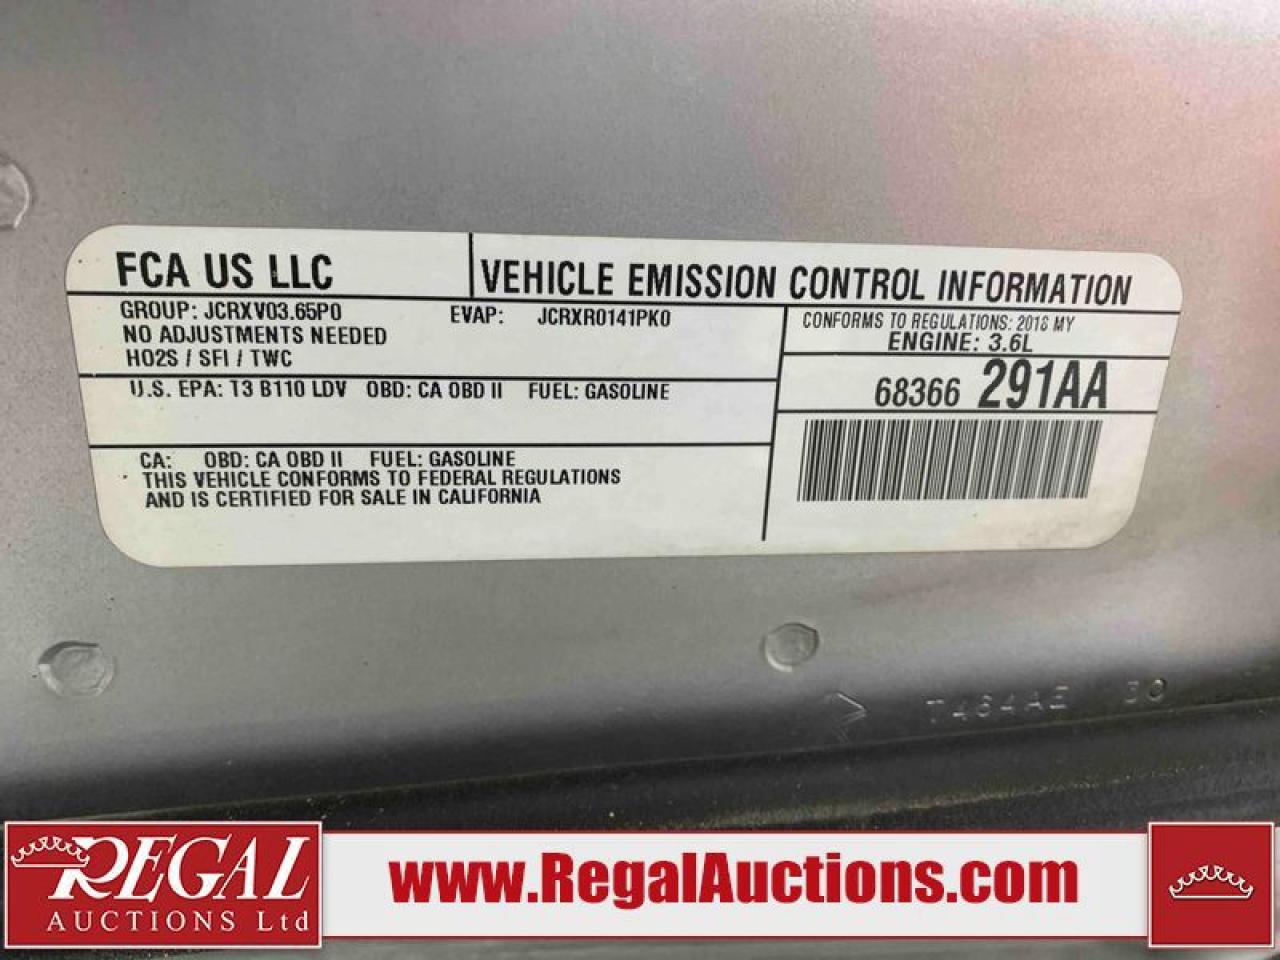 FCA US LLC
VEHICLE EMISSION CONTROL INFORMATION
GROUP: JCRXV03.65P0 EVAP: JCRXR0141PK0
NO ADJUSTMENTS NEEDED
HO2S / SFI / TWC
CONFORMS TO REGULATIONS: 2018 MY
ENGINE: 3.6L
U.S. EPA: T3 B110 LDV OBD: CA OBD II FUEL: GASOLINE
68366 291AA
CA: OBD: CA OBD II FUEL: GASOLINE
THIS VEHICLE CONFORMS TO FEDERAL REGULATIONS
AND IS CERTIFIED FOR SALE IN CALIFORNIA
REGAL
AUCTIONS Ltd
www.RegalAuctions.com